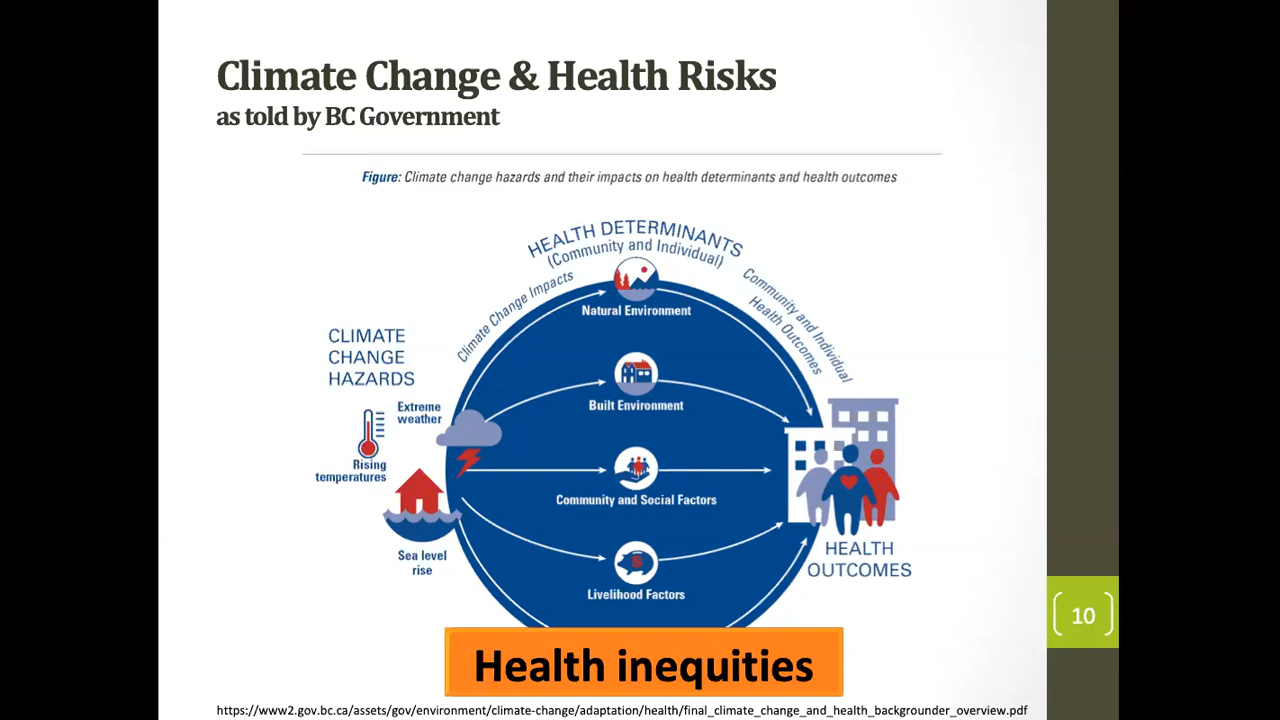 Climate Change & Health Risks
as told by BC Government
Figure: Climate change hazards and their impacts on health determinants and health outcomes
HEALTH DETERMINANTS
(Community and Individual)
Climate Change Impacts
Community and Individual
Health Outcomes
Natural Environment
CLIMATE
CHANGE
HAZARDS
Extreme
weather
Rising
temperatures
Sea level
rise
Built Environment
Community and Social Factors
Livelihood Factors
HEALTH
OUTCOMES
10
Health inequities
https://www2.gov.bc.ca/assets/gov/environment/climate-change/adaptation/health/final_climate_change_and_health_backgrounder_overview.pdf